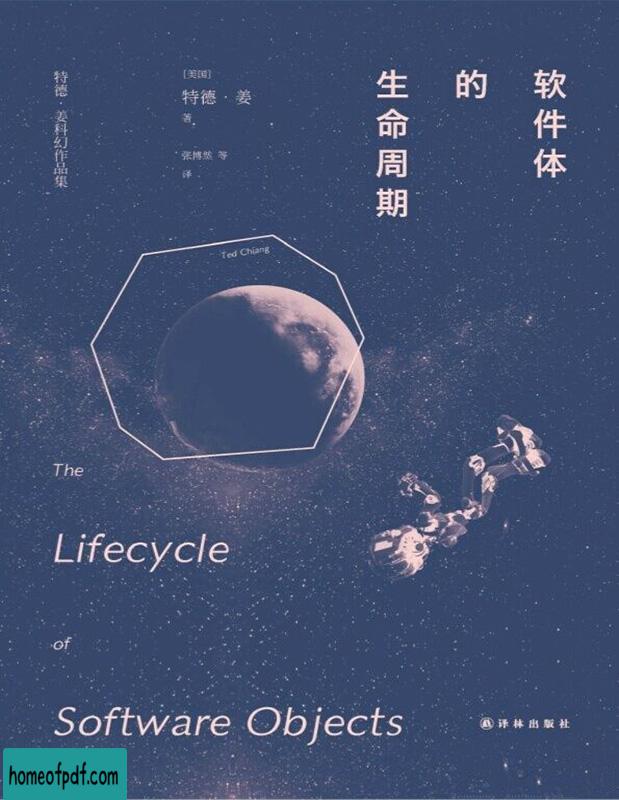 软件体
的
生命周期
[美国]
特德·姜
著
张博然 等
译
特德·姜科幻作品集
Ted Chiang
The
Lifecycle
of
Software Objects
译林出版社
homeofpdf.com